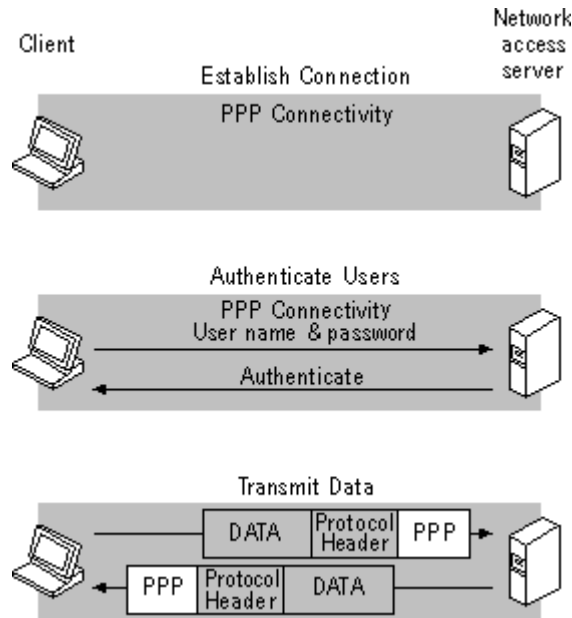 Client
Network
access
server
Establish Connection
PPP Connectivity
Authenticate Users
PPP Connectivity
User name & password
Authenticate
Transmit Data
DATA
Protocol
Header
PPP
PPP
Protocol
Header
DATA